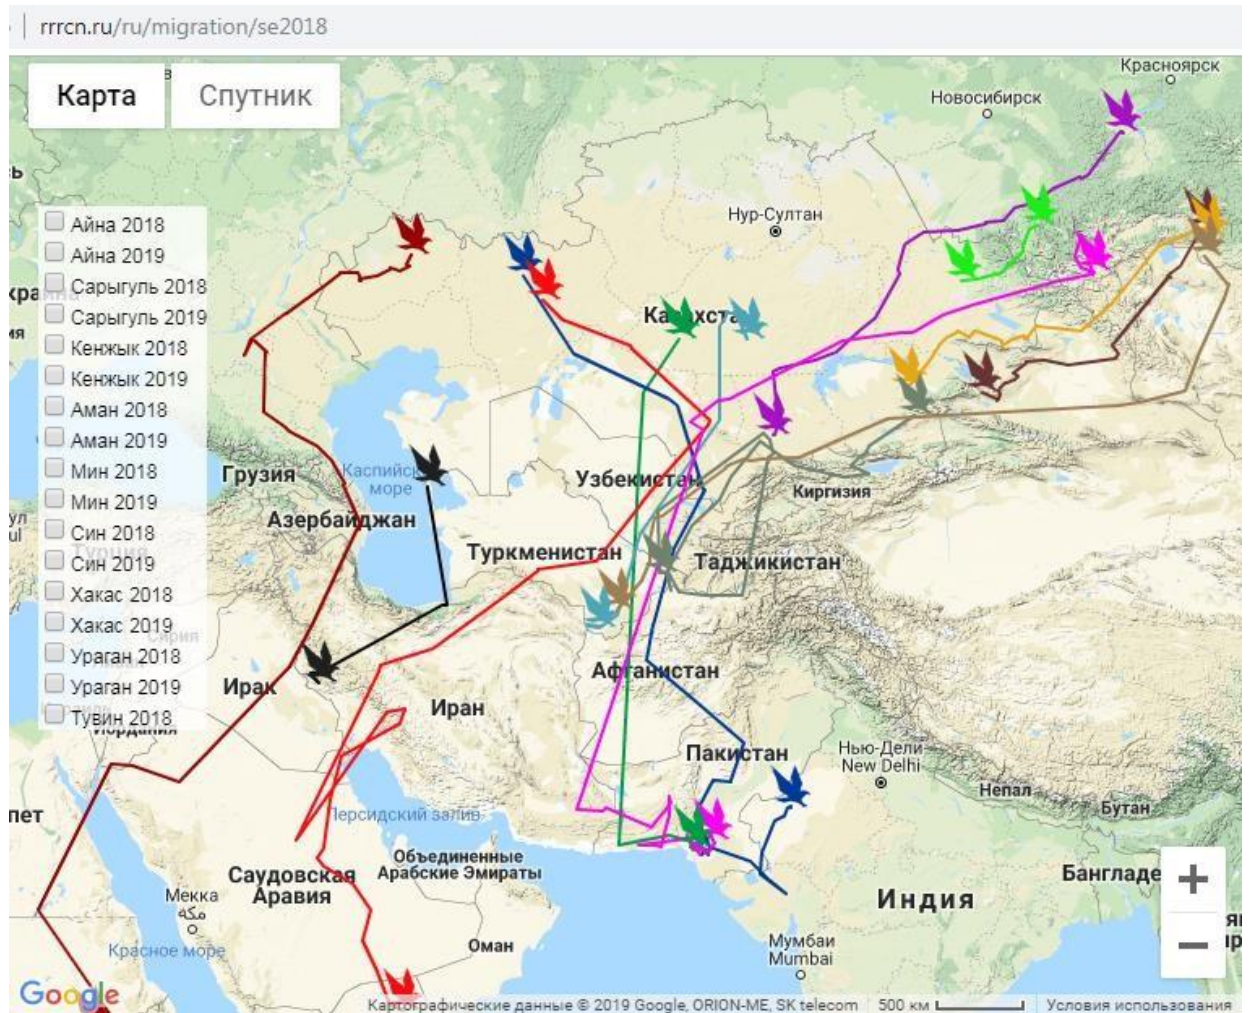 rrrcn.ru/ru/migration/se2018
Карта
Спутник
Красноярск
Новосибирск
Нур-Султан
Айна 2018
Айна 2019
Сарыгуль 2018
Сарыгуль 2019
Кенжык 2018
Кенжык 2019
Аман 2018
Аман 2019
Мин 2018
Мин 2019
Син 2018
Син 2019
Хакас 2018
Хакас 2019
Ураган 2018
Ураган 2019
Тувин 2018
Грузия
Каспийск
море
Узбекистан
Киргизия
Азербайджан
Туркменистан
Таджикистан
Афганистан
Ирак
Иран
Иордания
Пакистан
Нью-Дели
New Delhi
Непал
Бутан
пет
Персидский залив
Объединенные
Арабские Эмираты
Саудовская
Аравия
Бангладе
Мекка
مكة
Индия
Красное море
Оман
Мумбаи
Mumbai
Google
Картографические данные © 2019 Google, ORION-ME, SK telecom
500 км
Условия использования